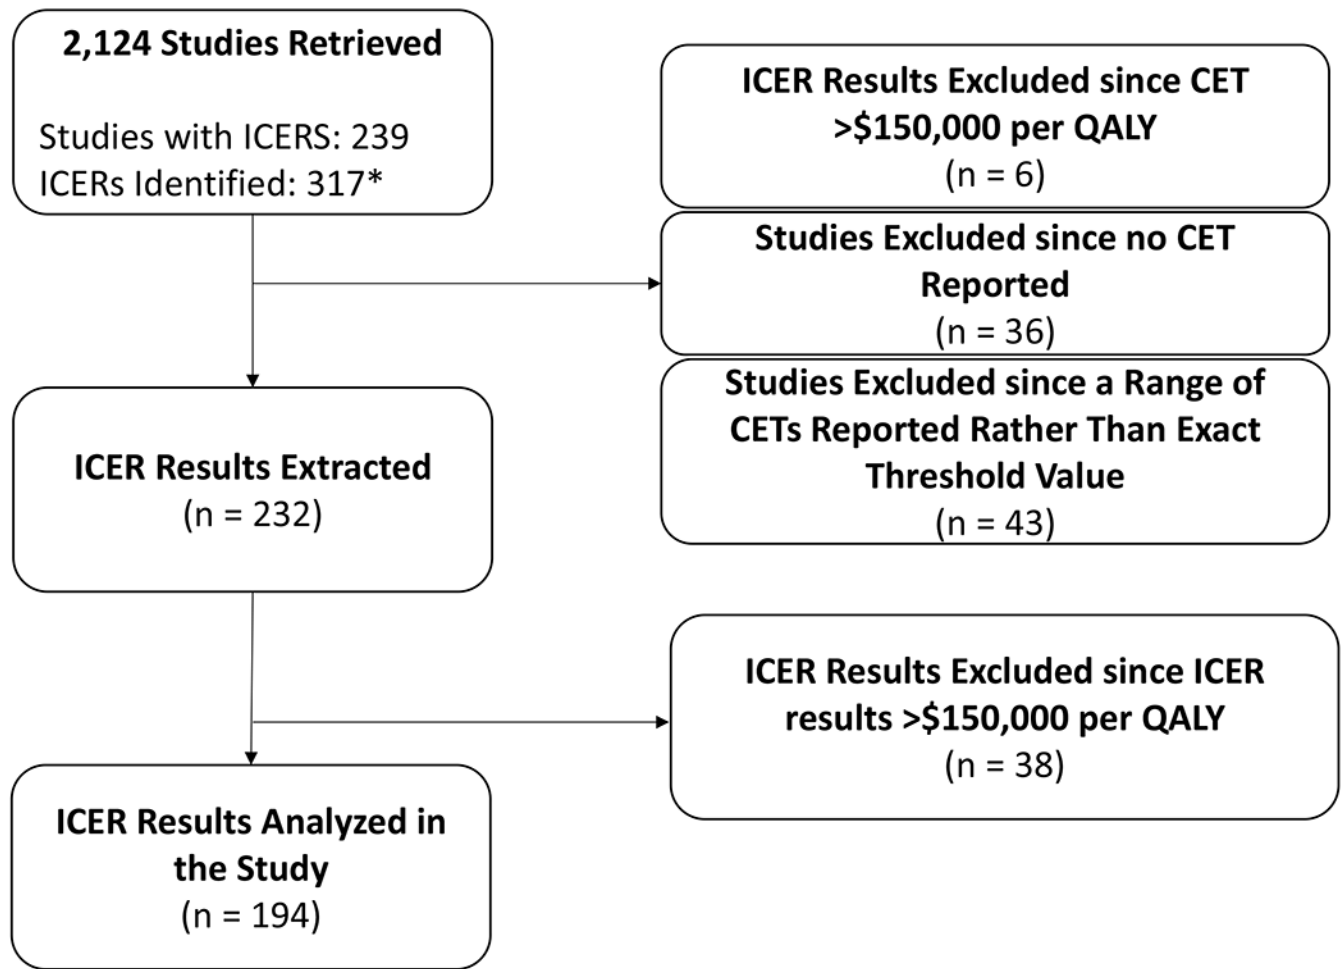 2,124 Studies Retrieved
Studies with ICERS: 239
ICERs Identified: 317*
ICER Results Excluded since CET
>$150,000 per QALY
(n = 6)
Studies Excluded since no CET
Reported
(n = 36)
Studies Excluded since a Range of
CETs Reported Rather Than Exact
Threshold Value
(n = 43)
ICER Results Extracted
(n = 232)
ICER Results Excluded since ICER
results >$150,000 per QALY
(n = 38)
ICER Results Analyzed in
the Study
(n = 194)